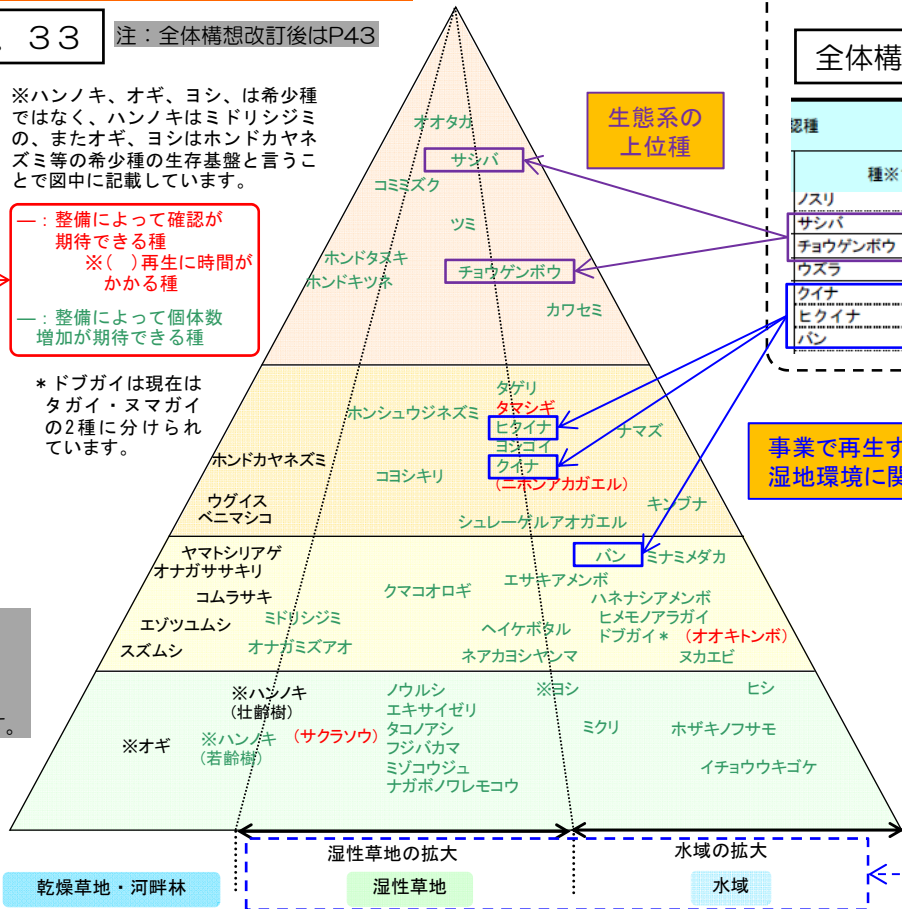 . 33
注：全体構想改訂後はP43
※ハンノキ、オギ、ヨシ、は希少種
ではなく、ハンノキはミドリシジミ
の、またオギ、ヨシはホンドカヤネ
ズミ等の希少種の生存基盤と言うこ
とで図中に記載しています。
―：整備によって確認が
期待できる種
※( )再生に時間が
かかる種
―：整備によって個体数
増加が期待できる種
＊ドブガイは現在は
タガイ・ヌマガイ
の2種に分けられ
ています。
す。
オオタカ
サシバ
コミミズク
ツミ
ホンドタヌキ
ホンドキツネ
チョウゲンボウ
カワセミ
生態系の
上位種
全体構
認種
種※
ノスリ
サシバ
チョウゲンボウ
ウズラ
クイナ
ヒクイナ
バン
事業で再生す
湿地環境に関
タゲリ
ホンシュウジネズミ
タマシギ
ヒクイナ
ナマズ
ヨシゴイ
ホンドカヤネズミ
クイナ
コヨシキリ
(ニホンアカガエル)
ウグイス
ベニマシコ
キンブナ
シュレーゲルアオガエル
ヤマトシリアゲ
バン
ミナミメダカ
オナガササキリ
エサキアメンボ
コムラサキ
クマコオロギ
ハネナシアメンボ
エゾツユムシ
ミドリシジミ
ヒメモノアラガイ
ヘイケボタル
ドブガイ＊
(オオキトンボ)
スズムシ
オナガミズアオ
ネアカヨシヤンマ
ヌカエビ
※ハンノキ
(壮齢樹)
ノウルシ
※ヨシ
ヒシ
エキサイゼリ
※オギ
※ハンノキ
(若齢樹)
(サクラソウ)
タコノアシ
ミクリ
ホザキノフサモ
フジバカマ
ミゾコウジュ
イチョウウキゴケ
ナガボノワレモコウ
湿性草地の拡大
水域の拡大
乾燥草地・河畔林
湿性草地
水域